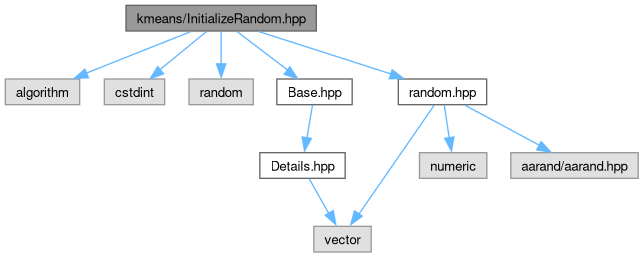 kmeans/InitializeRandom.hpp
algorithm
cstdint
random
Base.hpp
random.hpp
Details.hpp
numeric
aarand/aarand.hpp
vector